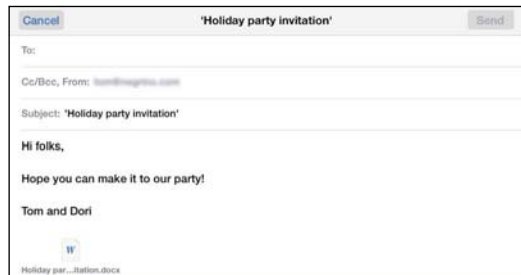 Cancel 'Holiday party invitation' Send
To:
Cc/Bcc, From:
Subject: 'Holiday party invitation'
Hi folks,
Hope you can make it to our party!
Tom and Dori
W
Holiday par...itation.docx